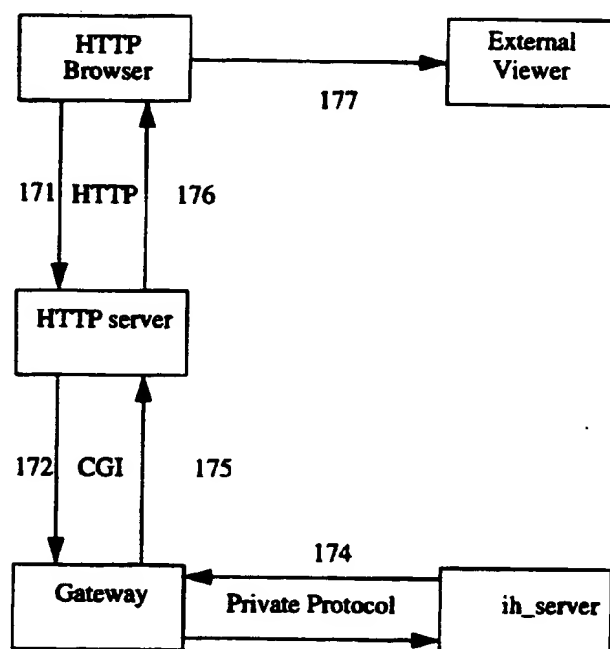 HTTP
Browser
External
Viewer
177
171 HTTP 176
HTTP server
172 CGI 175
174
Gateway
Private Protocol
ih_server